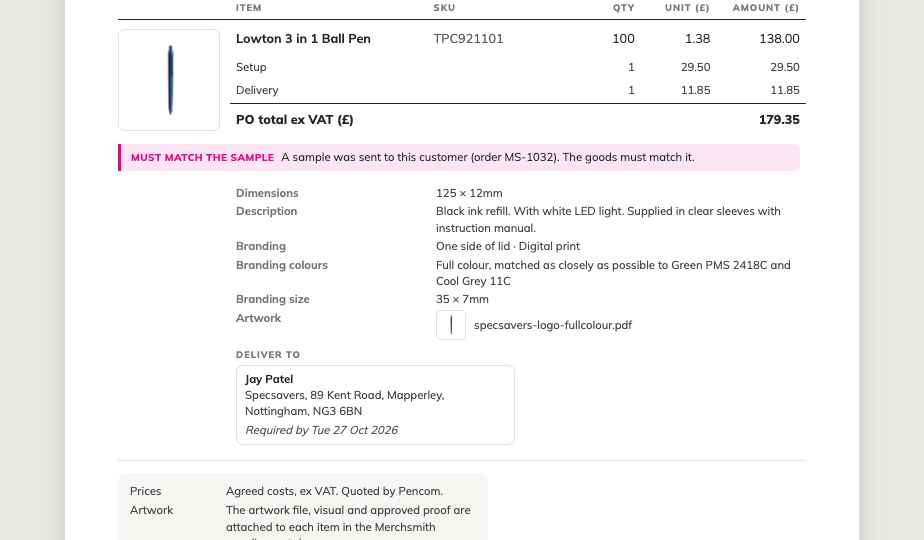 ITEM SKU QTY UNIT (£) AMOUNT (£)
Lowton 3 in 1 Ball Pen TPC921101 100 1.38 138.00
Setup 1 29.50 29.50
Delivery 1 11.85 11.85
PO total ex VAT (£) 179.35
MUST MATCH THE SAMPLE A sample was sent to this customer (order MS-1032). The goods must match it.
Dimensions 125 × 12mm
Description Black ink refill. With white LED light. Supplied in clear sleeves with
instruction manual.
Branding One side of lid · Digital print
Branding colours Full colour, matched as closely as possible to Green PMS 2418C and
Cool Grey 11C
Branding size 35 × 7mm
Artwork specsavers-logo-fullcolour.pdf
DELIVER TO
Jay Patel
Specsavers, 89 Kent Road, Mapperley,
Nottingham, NG3 6BN
Required by Tue 27 Oct 2026
Prices Agreed costs, ex VAT. Quoted by Pencom.
Artwork The artwork file, visual and approved proof are
attached to each item in the Merchsmith